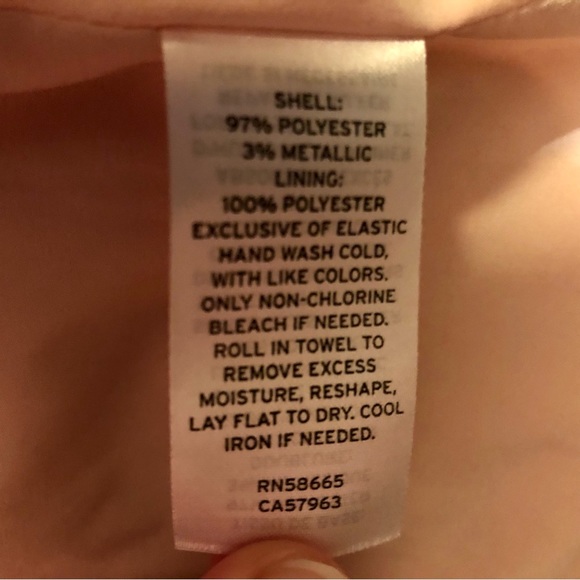 SHELL:
97% POLYESTER
3% METALLIC
LINING:
100% POLYESTER
EXCLUSIVE OF ELASTIC
HAND WASH COLD,
WITH LIKE COLORS.
ONLY NON-CHLORINE
BLEACH IF NEEDED.
ROLL IN TOWEL TO
REMOVE EXCESS
MOISTURE, RESHAPE,
LAY FLAT TO DRY. COOL
IRON IF NEEDED.
RN58665
CA57963